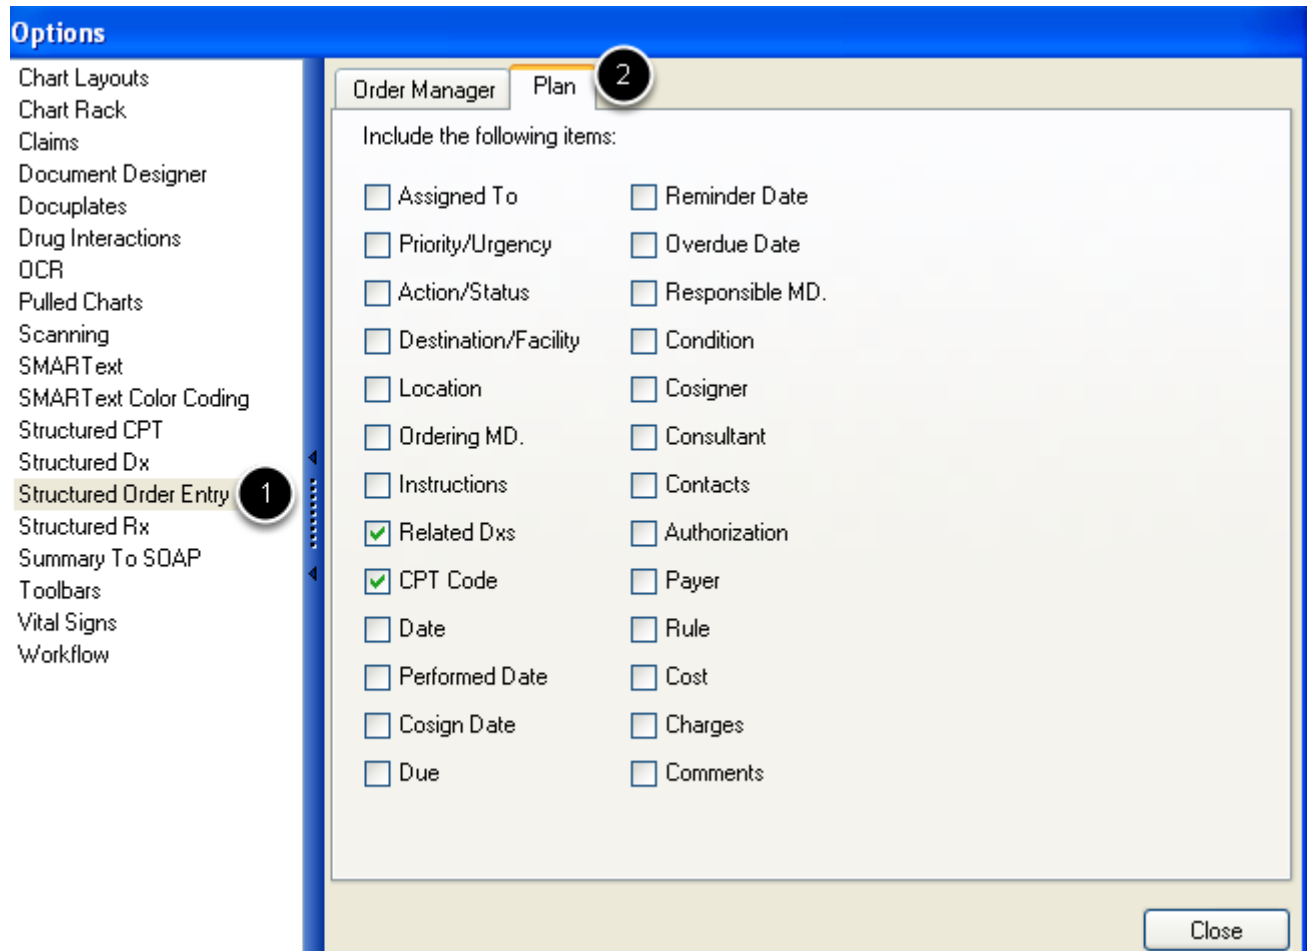 Options
Chart Layouts
Chart Rack
Claims
Document Designer
Docuplates
Drug Interactions
OCR
Pulled Charts
Scanning
SMARText
SMARText Color Coding
Structured CPT
Structured Dx
Structured Order Entry 1
Structured Rx
Summary To SOAP
Toolbars
Vital Signs
Workflow
Order Manager Plan 2
Include the following items:
Assigned To Reminder Date
Priority/Urgency Overdue Date
Action/Status Responsible MD.
Destination/Facility Condition
Location Cosigner
Ordering MD. Consultant
Instructions Contacts
Related Dxs Authorization
CPT Code Payer
Date Rule
Performed Date Cost
Cosign Date Charges
Due Comments
Close